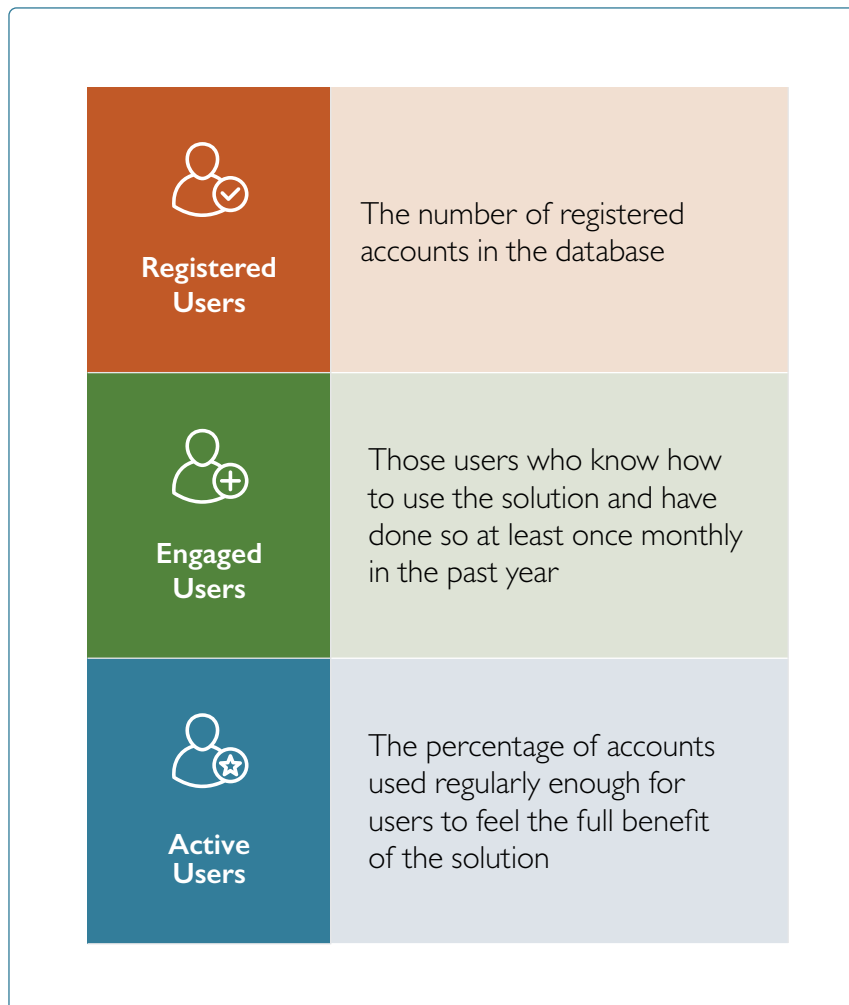 Registered
Users
The number of registered
accounts in the database
Engaged
Users
Those users who know how
to use the solution and have
done so at least once monthly
in the past year
Active
Users
The percentage of accounts
used regularly enough for
users to feel the full benefit
of the solution